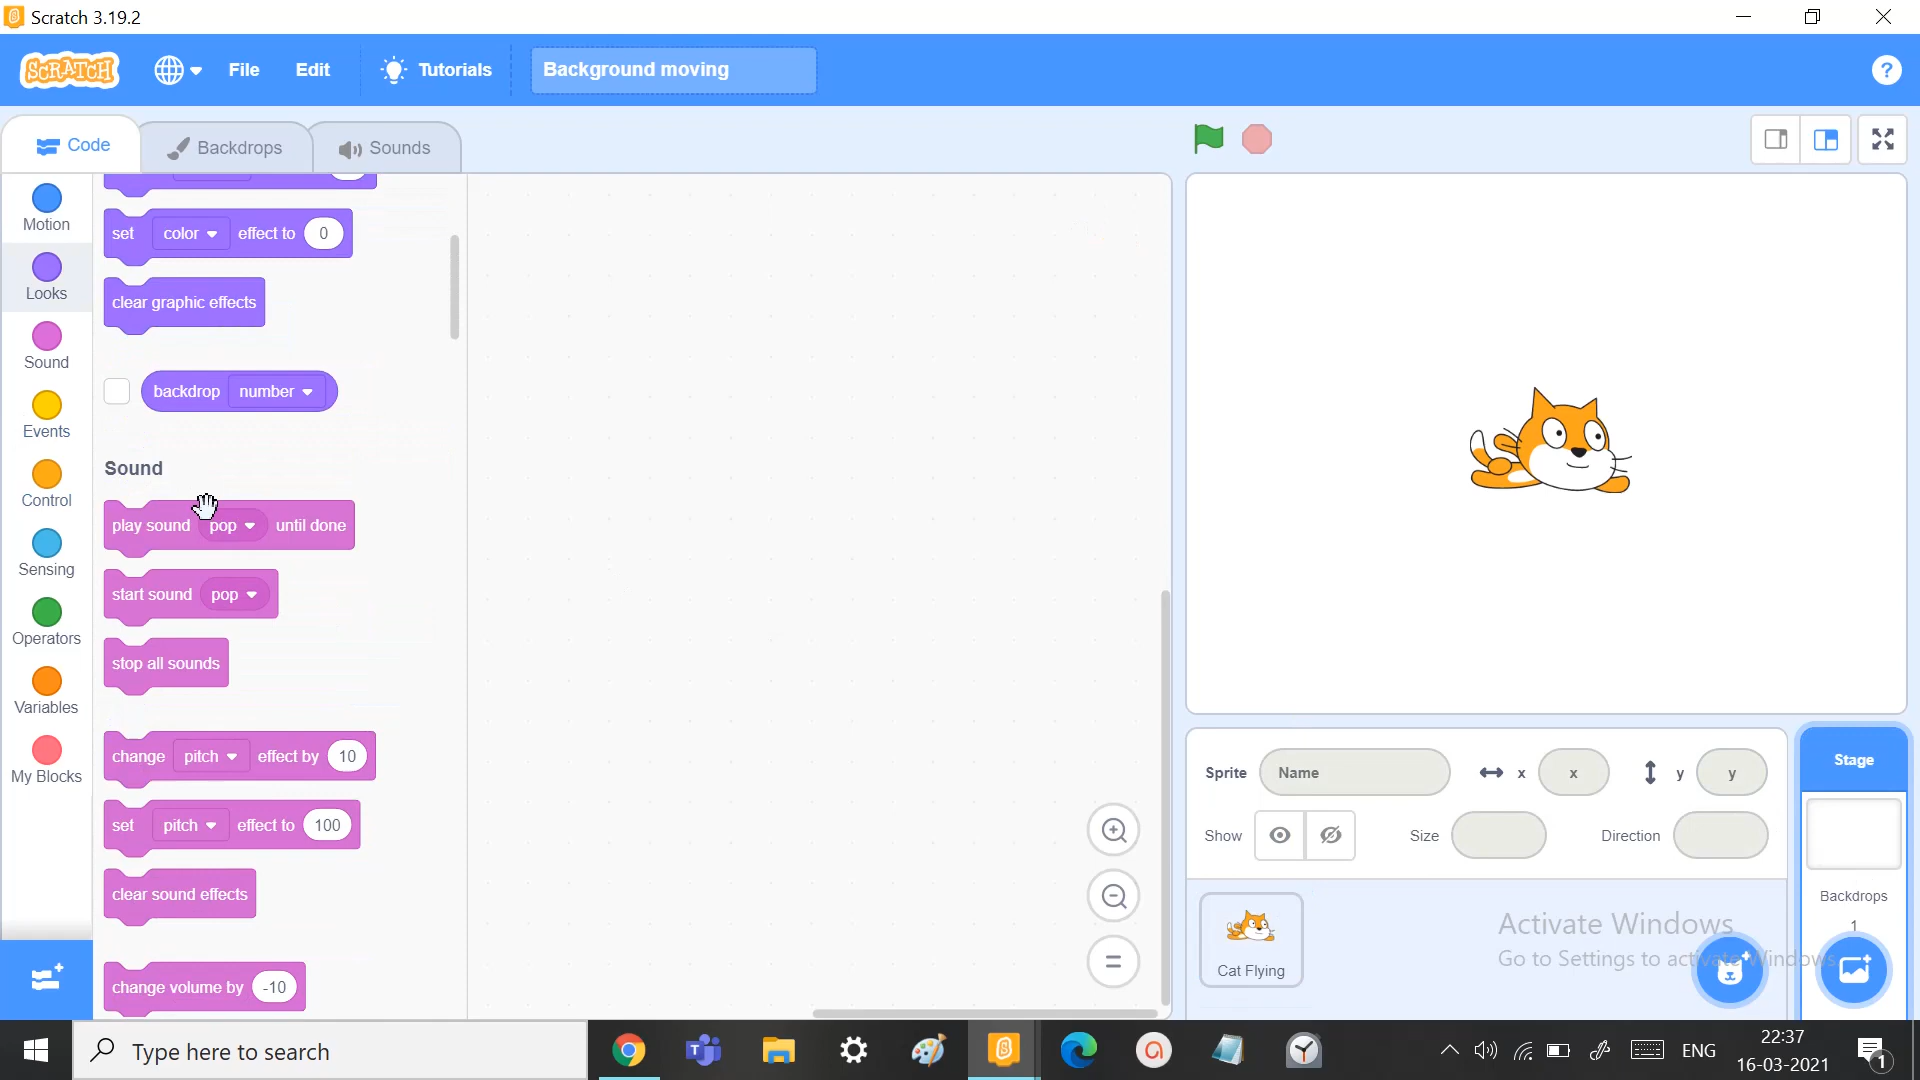 Scratch 3.19.2
SCRATCH File Edit Tutorials Background moving ?
Code Backdrops Sounds
Motion
Looks
Sound
Events
Control
Sensing
Operators
Variables
My Blocks
set color effect to 0
clear graphic effects
backdrop number
Sound
play sound pop until done
start sound pop
stop all sounds
change pitch effect by 10
set pitch effect to 100
clear sound effects
change volume by -10
Sprite Name x x y y
Show Size Direction
Cat Flying
Stage
Backdrops
1
Activate Windows
Go to Settings to activate Windows
Type here to search
ENG
22:37
16-03-2021
1